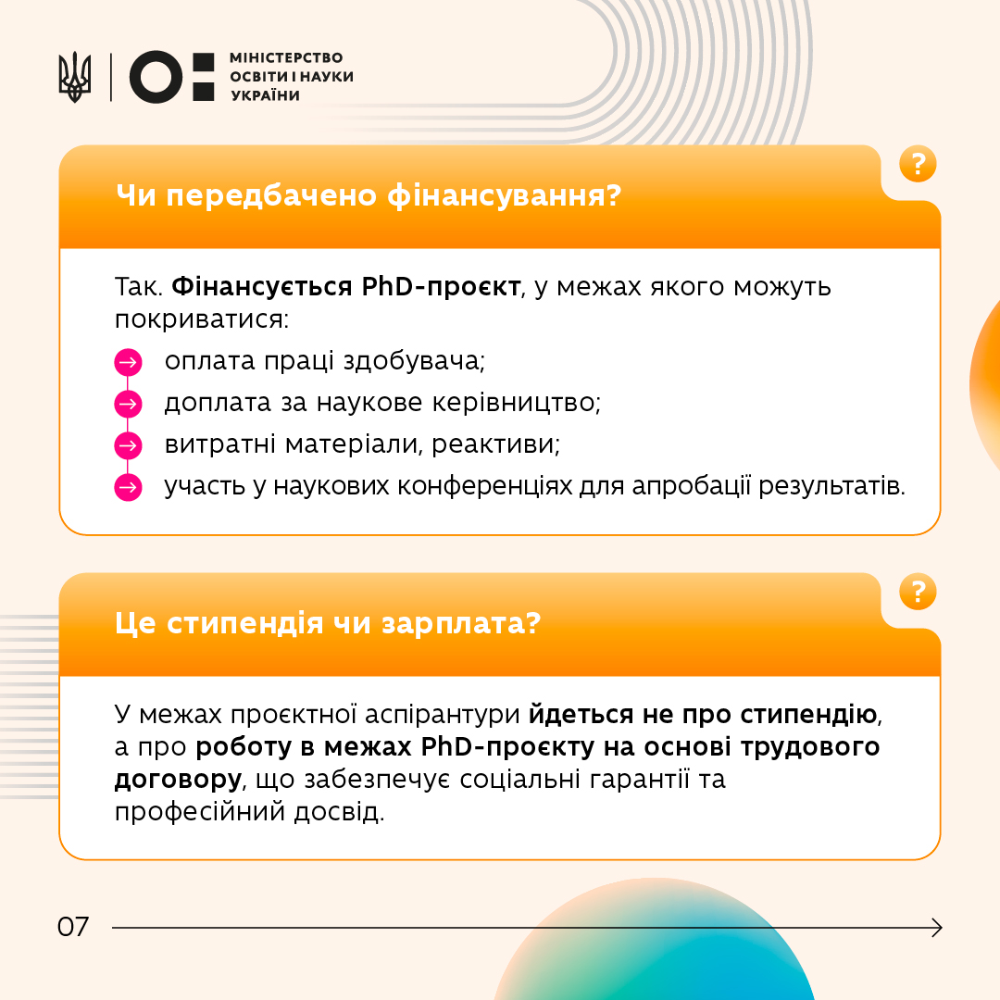 МІНІСТЕРСТВО
ОСВІТИ І НАУКИ
УКРАЇНИ
Чи передбачено фінансування?
?
Так. Фінансується PhD-проєкт, у межах якого можуть
покриватися:
оплата праці здобувача;
доплата за наукове керівництво;
витратні матеріали, реактиви;
участь у наукових конференціях для апробації результатів.
Це стипендія чи зарплата?
?
У межах проєктної аспірантури йдеться не про стипендію,
а про роботу в межах PhD-проєкту на основі трудового
договору, що забезпечує соціальні гарантії та
професійний досвід.
07